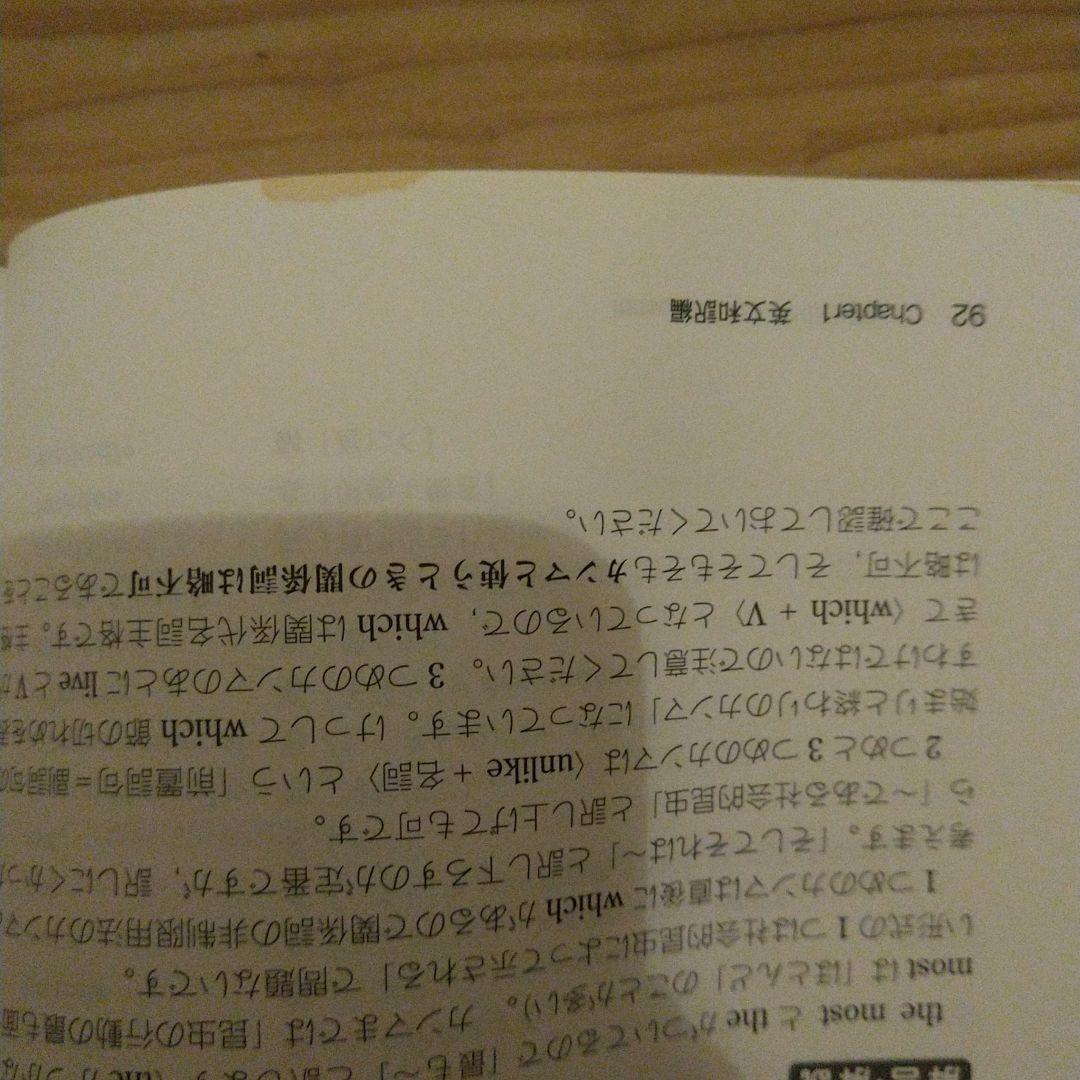 the most と the がついてるので「最も～」と訳します（the がつかな
most は「ほとんど」のことが多い）。カンマまでは「昆虫の行動の最も面
い形式の 1 つは社会的昆虫によって示される」で問題ないです。
1 つめのカンマは直後に which があるので関係詞の非制限用法のカンマ
考えます。「そしてそれは～」と訳し下ろすのが定番ですが，訳しにくかっ
ら「～である社会的昆虫」と訳し上げても可です。
2 つめと 3 つめのカンマは〈unlike + 名詞〉という「前置詞句＝副詞句の
始まりと終わりのカンマ」になっています。けっして which 節の切れめを
すわけではないので注意してください。3 つめのカンマのあとに live と V が
きて〈which + V〉となっているので，which は関係代名詞主格です。主
は略不可，そしてそもそもカンマと使うときの関係詞は略不可であることを
ここで確認しておいてください。
92 Chapter1 英文和訳編